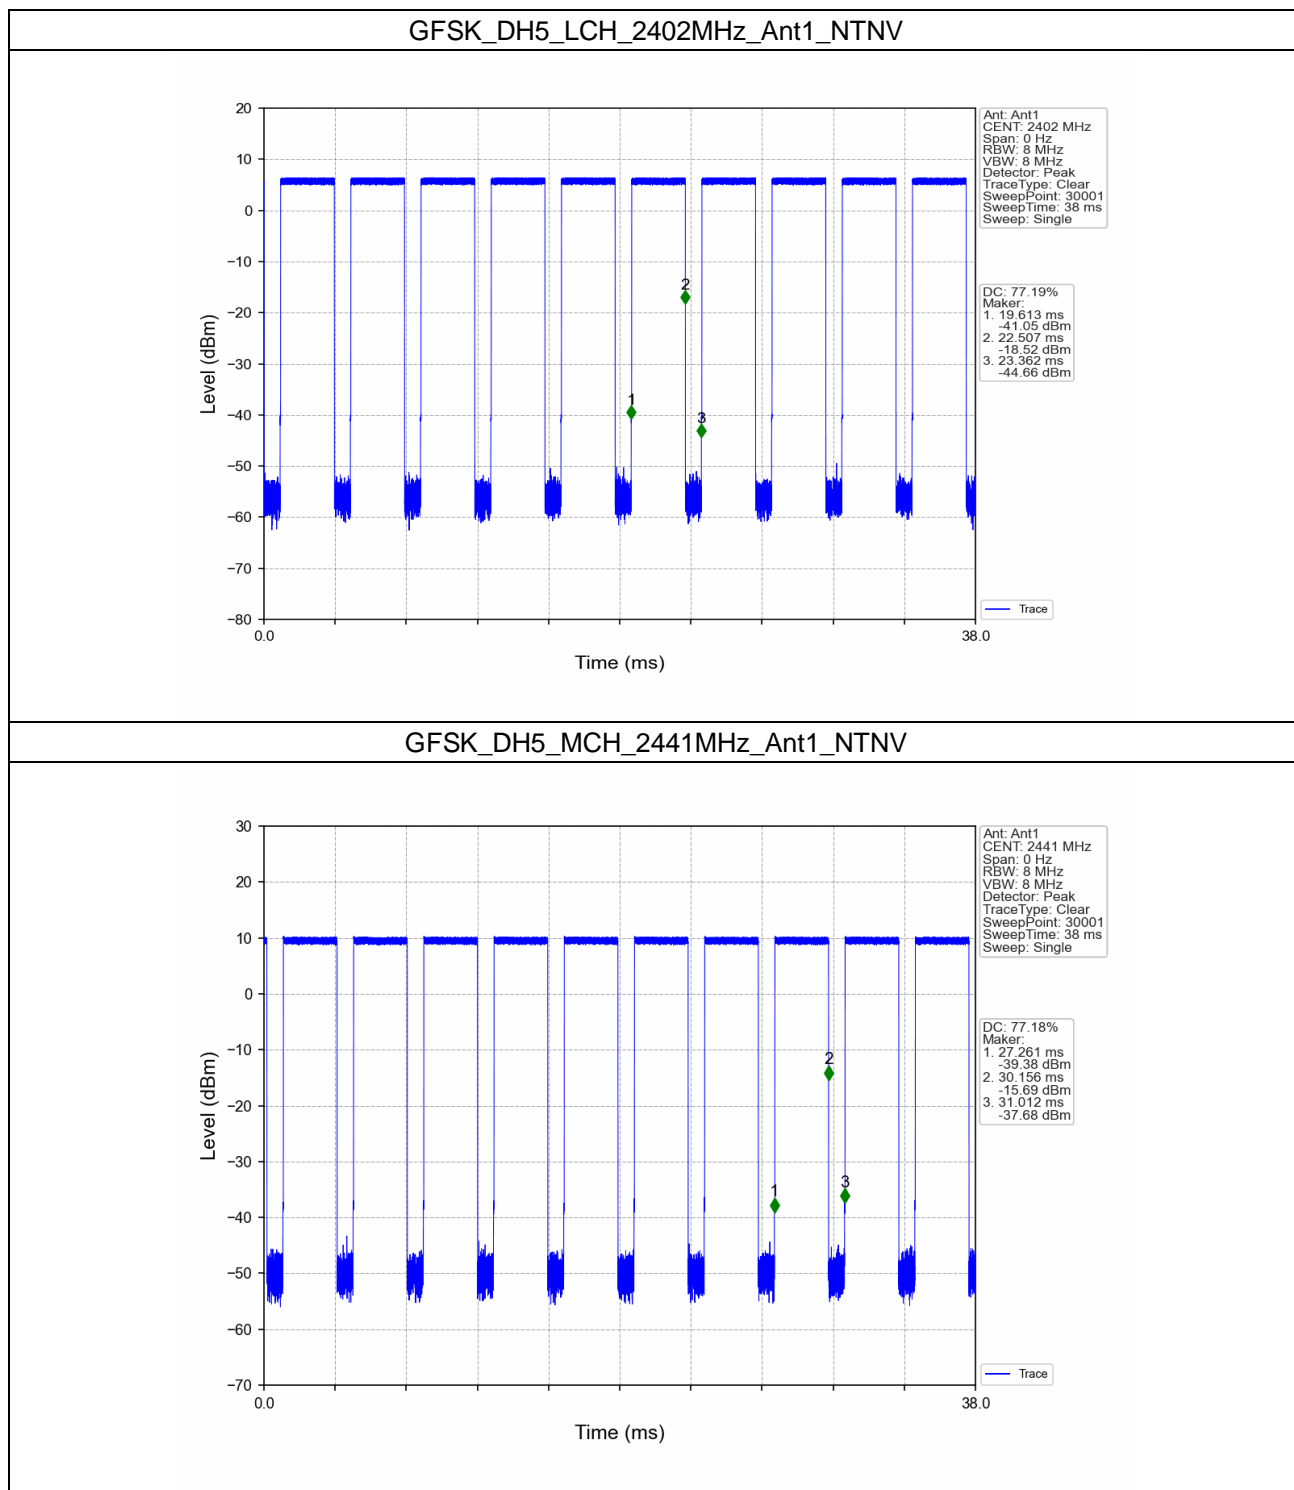 GFSK_DH5_LCH_2402MHz_Ant1_NTNV
20
10
0
−10
−20
−30
−40
−50
−60
−70
−80
Level (dBm)
1
2
3
0.0
38.0
Time (ms)
Ant: Ant1
CENT: 2402 MHz
Span: 0 Hz
RBW: 8 MHz
VBW: 8 MHz
Detector: Peak
TraceType: Clear
SweepPoint: 30001
SweepTime: 38 ms
Sweep: Single
DC: 77.19%
Maker:
1. 19.613 ms
-41.05 dBm
2. 22.507 ms
-18.52 dBm
3. 23.362 ms
-44.66 dBm
Trace
GFSK_DH5_MCH_2441MHz_Ant1_NTNV
30
20
10
0
−10
−20
−30
−40
−50
−60
−70
Level (dBm)
1
2
3
0.0
38.0
Time (ms)
Ant: Ant1
CENT: 2441 MHz
Span: 0 Hz
RBW: 8 MHz
VBW: 8 MHz
Detector: Peak
TraceType: Clear
SweepPoint: 30001
SweepTime: 38 ms
Sweep: Single
DC: 77.18%
Maker:
1. 27.261 ms
-39.38 dBm
2. 30.156 ms
-15.69 dBm
3. 31.012 ms
-37.68 dBm
Trace